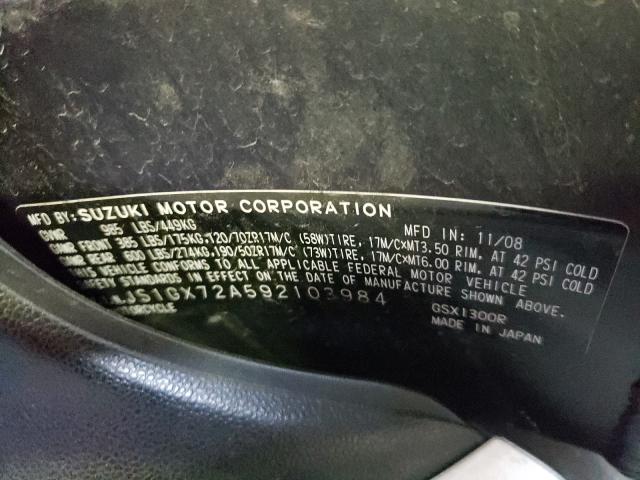 MFD BY: SUZUKI MOTOR CORPORATION MFD IN: 11/08
GVWR 985 LBS/449KG
GAWR FRONT 385 LBS/175KG,120/70ZR17M/C (58W)TIRE, 17M/C×MT3.50 RIM, AT 42 PSI COLD
GAWR REAR 600 LBS/274KG,190/50ZR17M/C (73W)TIRE, 17M/C×MT6.00 RIM, AT 42 PSI COLD
THIS VEHICLE CONFORMS TO ALL APPLICABLE FEDERAL MOTOR VEHICLE
SAFETY STANDARDS IN EFFECT ON THE DATE OF MANUFACTURE SHOWN ABOVE.
JS1GX72A592103984 GSX1300R
MADE IN JAPAN